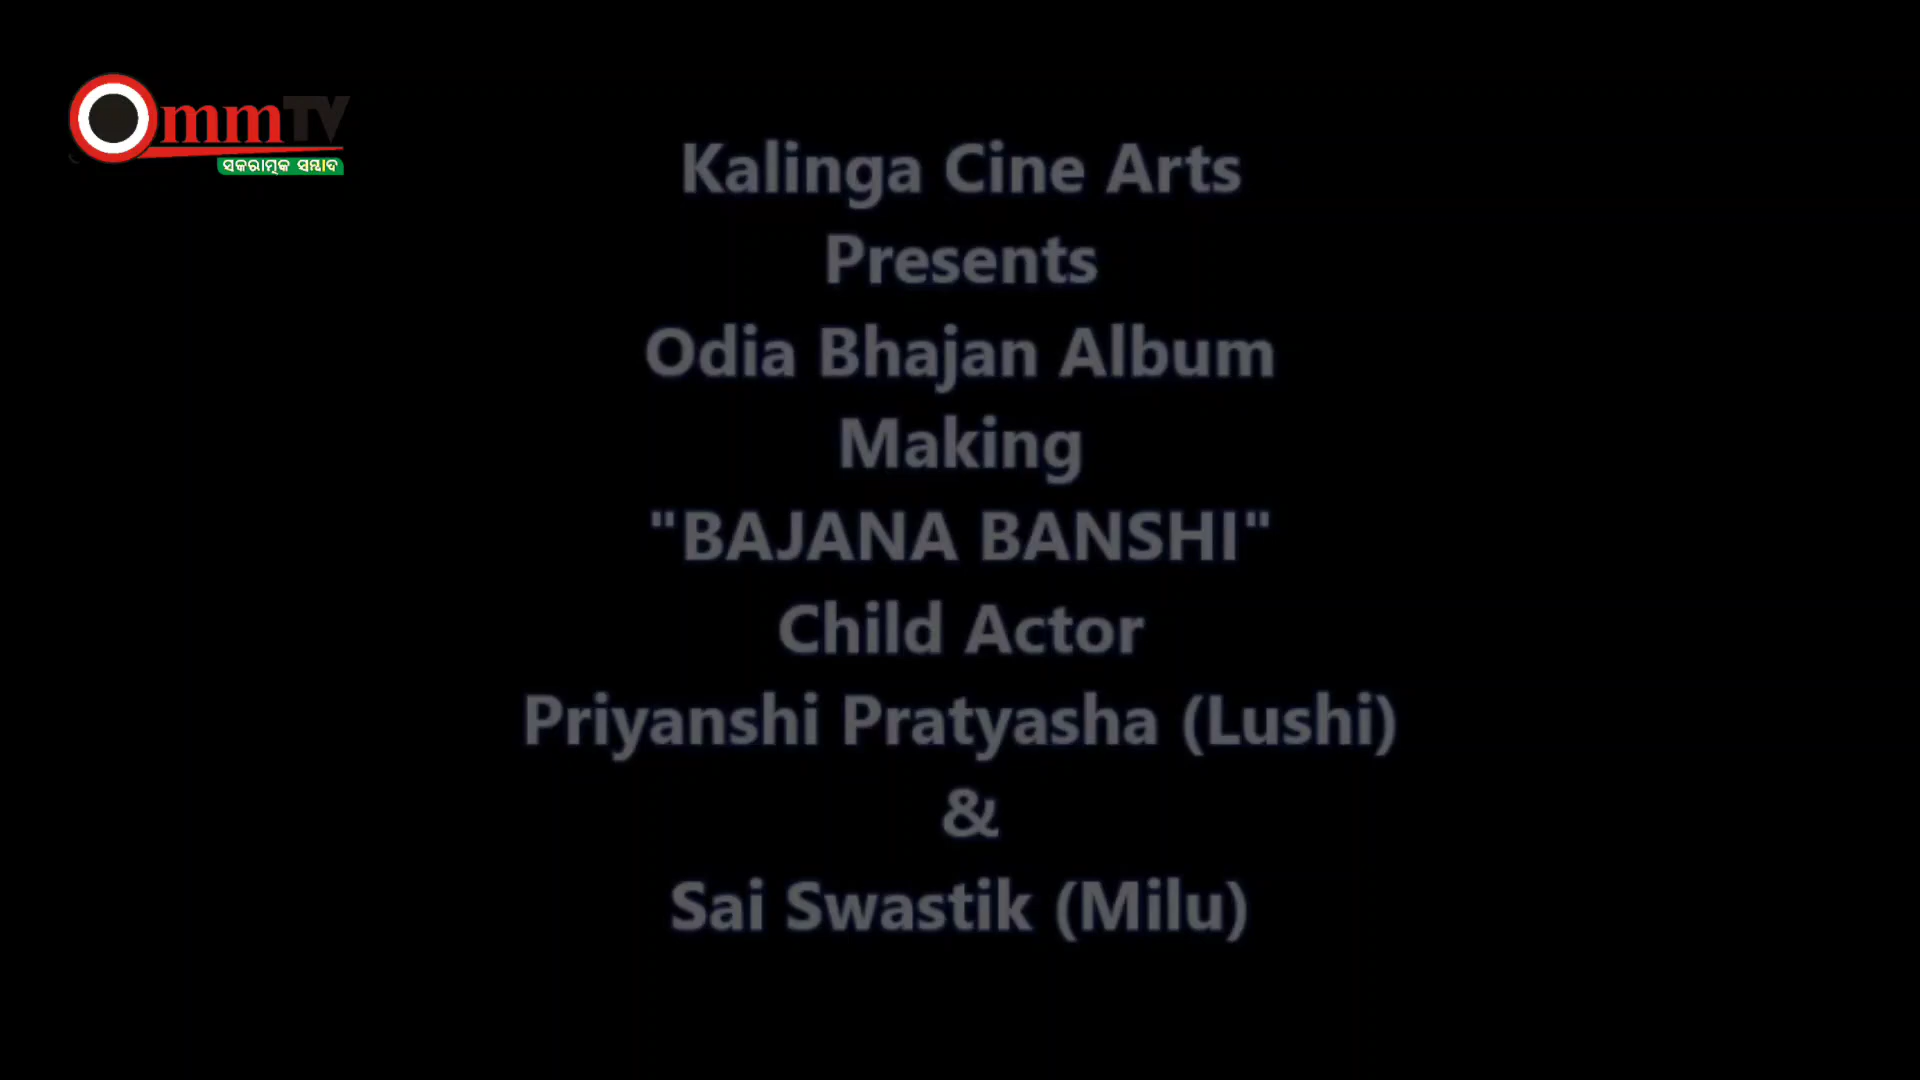 OmmTV
ସକରାତ୍ମକ ସମ୍ବାଦ
Kalinga Cine Arts
Presents
Odia Bhajan Album
Making
"BAJANA BANSHI"
Child Actor
Priyanshi Pratyasha (Lushi)
&
Sai Swastik (Milu)